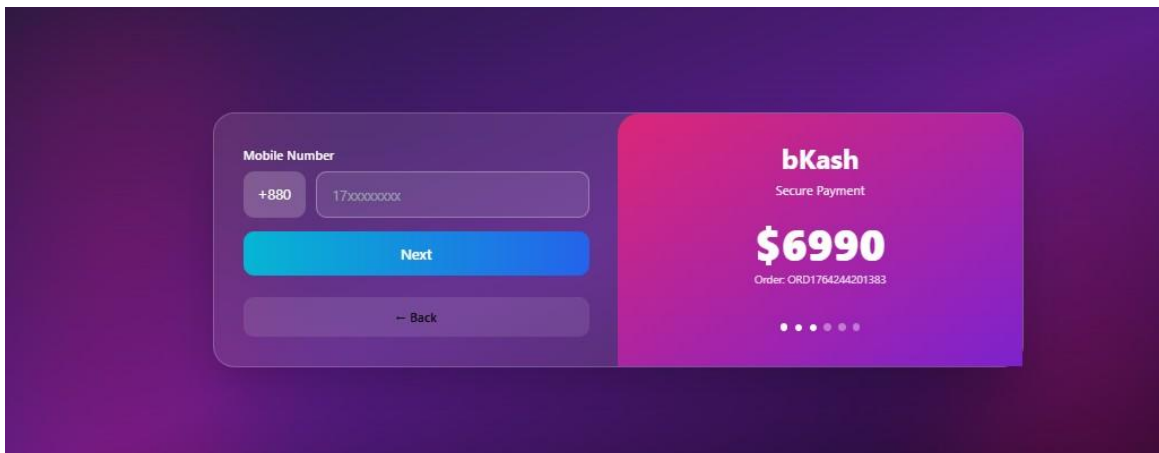 Mobile Number
+880
17xxxxxxxx
Next
← Back
bKash
Secure Payment
$6990
Order: ORD1764244201383